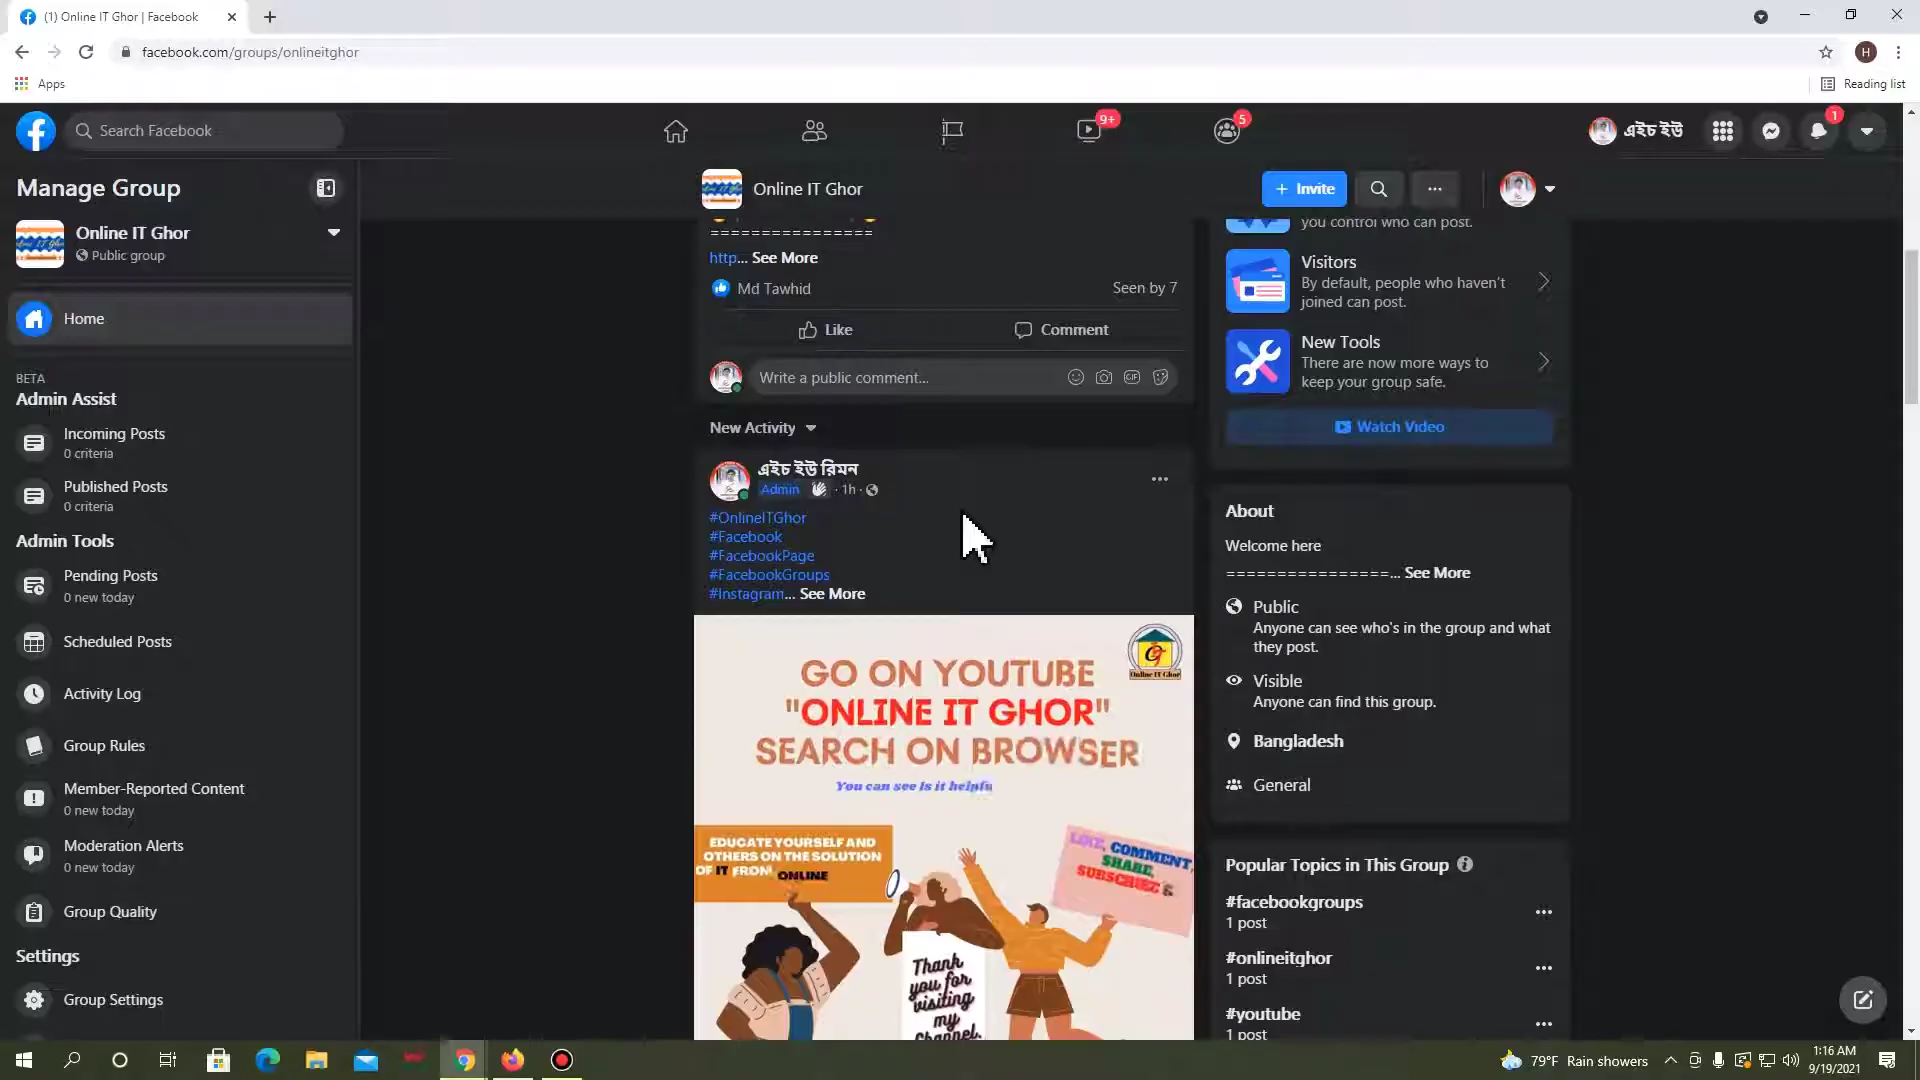 (1) Online IT Ghor | Facebook
facebook.com/groups/onlineitghor
H
Apps
Reading list
Search Facebook
9+
5
এইচ ইউ
1
Manage Group
Online IT Ghor
Public group
Home
BETA
Admin Assist
Incoming Posts
0 criteria
Published Posts
0 criteria
Admin Tools
Pending Posts
0 new today
Scheduled Posts
Activity Log
Group Rules
Member-Reported Content
0 new today
Moderation Alerts
0 new today
Group Quality
Settings
Group Settings
Online IT Ghor
+ Invite
================
http... See More
Md Tawhid
Seen by 7
Like
Comment
Write a public comment...
GIF
New Activity
এইচ ইউ রিমন
Admin · 1h ·
#OnlineITGhor
#Facebook
#FacebookPage
#FacebookGroups
#Instagram... See More
Online IT Ghor
GO ON YOUTUBE
"ONLINE IT GHOR"
SEARCH ON BROWSER
You can see Is it helpfu
EDUCATE YOURSELF AND
OTHERS ON THE SOLUTION
OF IT FROM ONLINE
COMMENT,
SHARE,
SUBSCRIBE &
Thank
you for
visiting
my
Channel
you control who can post.
Visitors
By default, people who haven't
joined can post.
New Tools
There are now more ways to
keep your group safe.
Watch Video
About
Welcome here
================... See More
Public
Anyone can see who's in the group and what
they post.
Visible
Anyone can find this group.
Bangladesh
General
Popular Topics in This Group
#facebookgroups
1 post
#onlineitghor
1 post
#youtube
1 post
79°F Rain showers
1:16 AM
9/19/2021